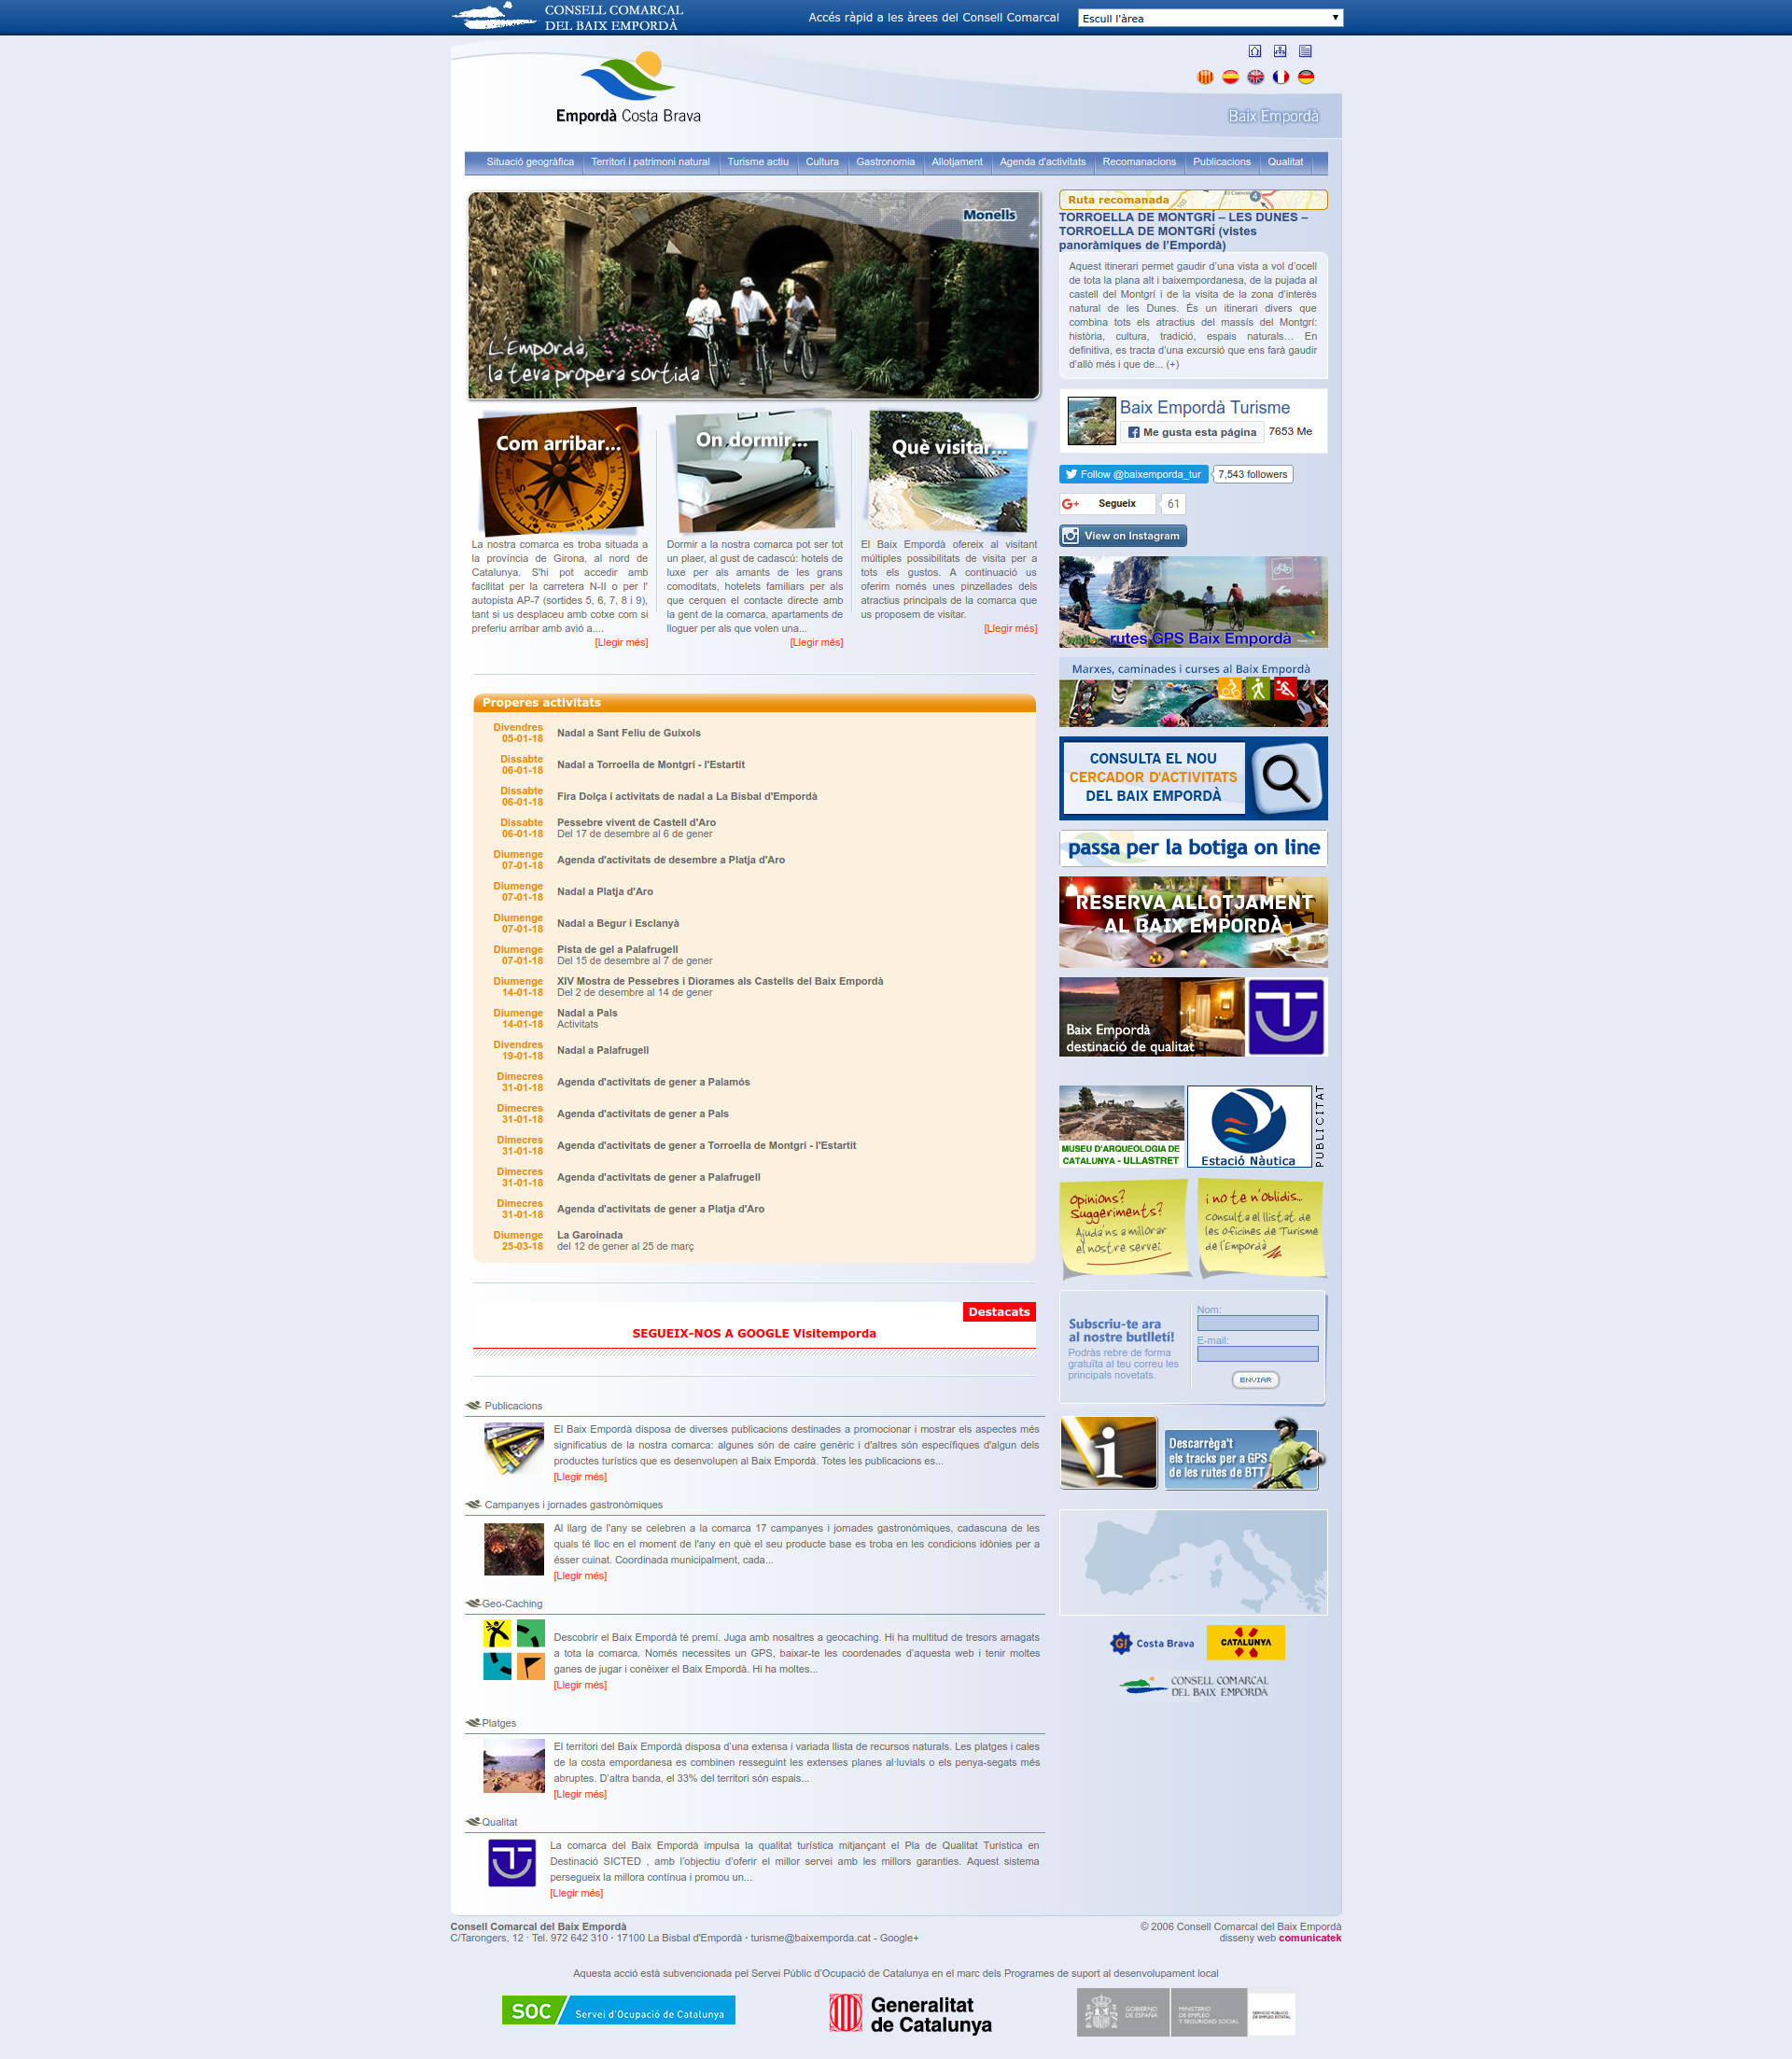 CONSELL COMARCAL
DEL BAIX EMPORDÀ
Accés ràpid a les àrees del Consell Comarcal
Escull l'àrea
Empordà Costa Brava
Baix Empordà
Situació geogràfica
Territori i patrimoni natural
Turisme actiu
Cultura
Gastronomia
Allotjament
Agenda d'activitats
Recomanacions
Publicacions
Qualitat
Monells
L'Empordà,
la teva propera sortida
Com arribar...
La nostra comarca es troba situada a
la província de Girona, al nord de
Catalunya. S'hi pot accedir amb
facilitat per la carretera N-II o per l'
autopista AP-7 (sortides 5, 6, 7, 8 i 9),
tant si us desplaceu amb cotxe com si
preferiu arribar amb avió a....
[Llegir més]
On dormir...
Dormir a la nostra comarca pot ser tot
un plaer, al gust de cadascú: hotels de
luxe per als amants de les grans
comoditats, hotelets familiars per als
que cerquen el contacte directe amb
la gent de la comarca, apartaments de
lloguer per als que volen una...
[Llegir més]
Què visitar...
El Baix Empordà ofereix al visitant
múltiples possibilitats de visita per a
tots els gustos. A continuació us
oferim només unes pinzellades dels
atractius principals de la comarca que
us proposem de visitar.
[Llegir més]
Properes activitats
Divendres
05-01-18
Nadal a Sant Feliu de Guíxols
Dissabte
06-01-18
Nadal a Torroella de Montgrí - l'Estartit
Dissabte
06-01-18
Fira Dolça i activitats de nadal a La Bisbal d'Empordà
Dissabte
06-01-18
Pessebre vivent de Castell d'Aro
Del 17 de desembre al 6 de gener
Diumenge
07-01-18
Agenda d'activitats de desembre a Platja d'Aro
Diumenge
07-01-18
Nadal a Platja d'Aro
Diumenge
07-01-18
Nadal a Begur i Esclanyà
Diumenge
07-01-18
Pista de gel a Palafrugell
Del 15 de desembre al 7 de gener
Diumenge
14-01-18
XIV Mostra de Pessebres i Diorames als Castells del Baix Empordà
Del 2 de desembre al 14 de gener
Diumenge
14-01-18
Nadal a Pals
Activitats
Divendres
19-01-18
Nadal a Palafrugell
Dimecres
31-01-18
Agenda d'activitats de gener a Palamós
Dimecres
31-01-18
Agenda d'activitats de gener a Pals
Dimecres
31-01-18
Agenda d'activitats de gener a Torroella de Montgrí - l'Estartit
Dimecres
31-01-18
Agenda d'activitats de gener a Palafrugell
Dimecres
31-01-18
Agenda d'activitats de gener a Platja d'Aro
Diumenge
25-03-18
La Garoinada
del 12 de gener al 25 de març
Destacats
SEGUEIX-NOS A GOOGLE Visitemporda
Publicacions
El Baix Empordà disposa de diverses publicacions destinades a promocionar i mostrar els aspectes més
significatius de la nostra comarca: algunes són de caire genèric i d'altres són específiques d'algun dels
productes turístics que es desenvolupen al Baix Empordà. Totes les publicacions es...
[Llegir més]
Campanyes i jornades gastronòmiques
Al llarg de l'any se celebren a la comarca 17 campanyes i jornades gastronòmiques, cadascuna de les
quals té lloc en el moment de l'any en què el seu producte base es troba en les condicions idònies per a
ésser cuinat. Coordinada municipalment, cada...
[Llegir més]
Geo-Caching
Descobrir el Baix Empordà té premi. Juga amb nosaltres a geocaching. Hi ha multitud de tresors amagats
a tota la comarca. Només necessites un GPS, baixar-te les coordenades d'aquesta web i tenir moltes
ganes de jugar i conèixer el Baix Empordà. Hi ha moltes...
[Llegir més]
Platges
El territori del Baix Empordà disposa d'una extensa i variada llista de recursos naturals. Les platges i cales
de la costa empordanesa es combinen resseguint les extenses planes al·luvials o els penya-segats més
abruptes. D'altra banda, el 33% del territori són espais...
[Llegir més]
Qualitat
La comarca del Baix Empordà impulsa la qualitat turística mitjançant el Pla de Qualitat Turística en
Destinació SICTED , amb l'objectiu d'oferir el millor servei amb les millors garanties. Aquest sistema
persegueix la millora contínua i promou un...
[Llegir més]
Ruta recomanada
TORROELLA DE MONTGRÍ – LES DUNES –
TORROELLA DE MONTGRÍ (vistes
panoràmiques de l'Empordà)
Aquest itinerari permet gaudir d'una vista a vol d'ocell
de tota la plana alt i baixempordanesa, de la pujada al
castell del Montgrí i de la visita de la zona d'interès
natural de les Dunes. És un itinerari divers que
combina tots els atractius del massís del Montgrí:
història, cultura, tradició, espais naturals... En
definitiva, es tracta d'una excursió que ens farà gaudir
d'allò més i que de... (+)
Baix Empordà Turisme
Me gusta esta página
7653 Me
Follow @baixemporda_tur
7,543 followers
G+ Segueix
61
View on Instagram
rutes GPS Baix Empordà
Marxes, caminades i curses al Baix Empordà
CONSULTA EL NOU
CERCADOR D'ACTIVITATS
DEL BAIX EMPORDÀ
passa per la botiga on line
RESERVA ALLOTJAMENT
AL BAIX EMPORDÀ
Baix Empordà
destinació de qualitat
MUSEU D'ARQUEOLOGIA DE
CATALUNYA - ULLASTRET
Estació Nàutica
PUBLICITAT
Opinions?
Suggeriments?
Ajuda'ns a millorar
el nostre servei.
i no te n'oblidis...
Consulta el llistat de
les oficines de Turisme
de l'Empordà
Subscriu-te ara
al nostre butlletí!
Podràs rebre de forma
gratuïta al teu correu les
principals novetats.
Nom:
E-mail:
ENVIAR
i
Descarrèga't
els tracks per a GPS
de les rutes de BTT
Gi Costa Brava
CATALUNYA
CONSELL COMARCAL
DEL BAIX EMPORDÀ
Consell Comarcal del Baix Empordà
C/Tarongers, 12 · Tel. 972 642 310 · 17100 La Bisbal d'Empordà · turisme@baixemporda.cat - Google+
© 2006 Consell Comarcal del Baix Empordà
disseny web comunicatek
Aquesta acció està subvencionada pel Servei Públic d'Ocupació de Catalunya en el marc dels Programes de suport al desenvolupament local
SOC Servei d'Ocupació de Catalunya
Generalitat
de Catalunya
GOBIERNO
DE ESPAÑA
MINISTERIO
DE EMPLEO
Y SEGURIDAD SOCIAL
SERVICIO PÚBLICO
DE EMPLEO ESTATAL